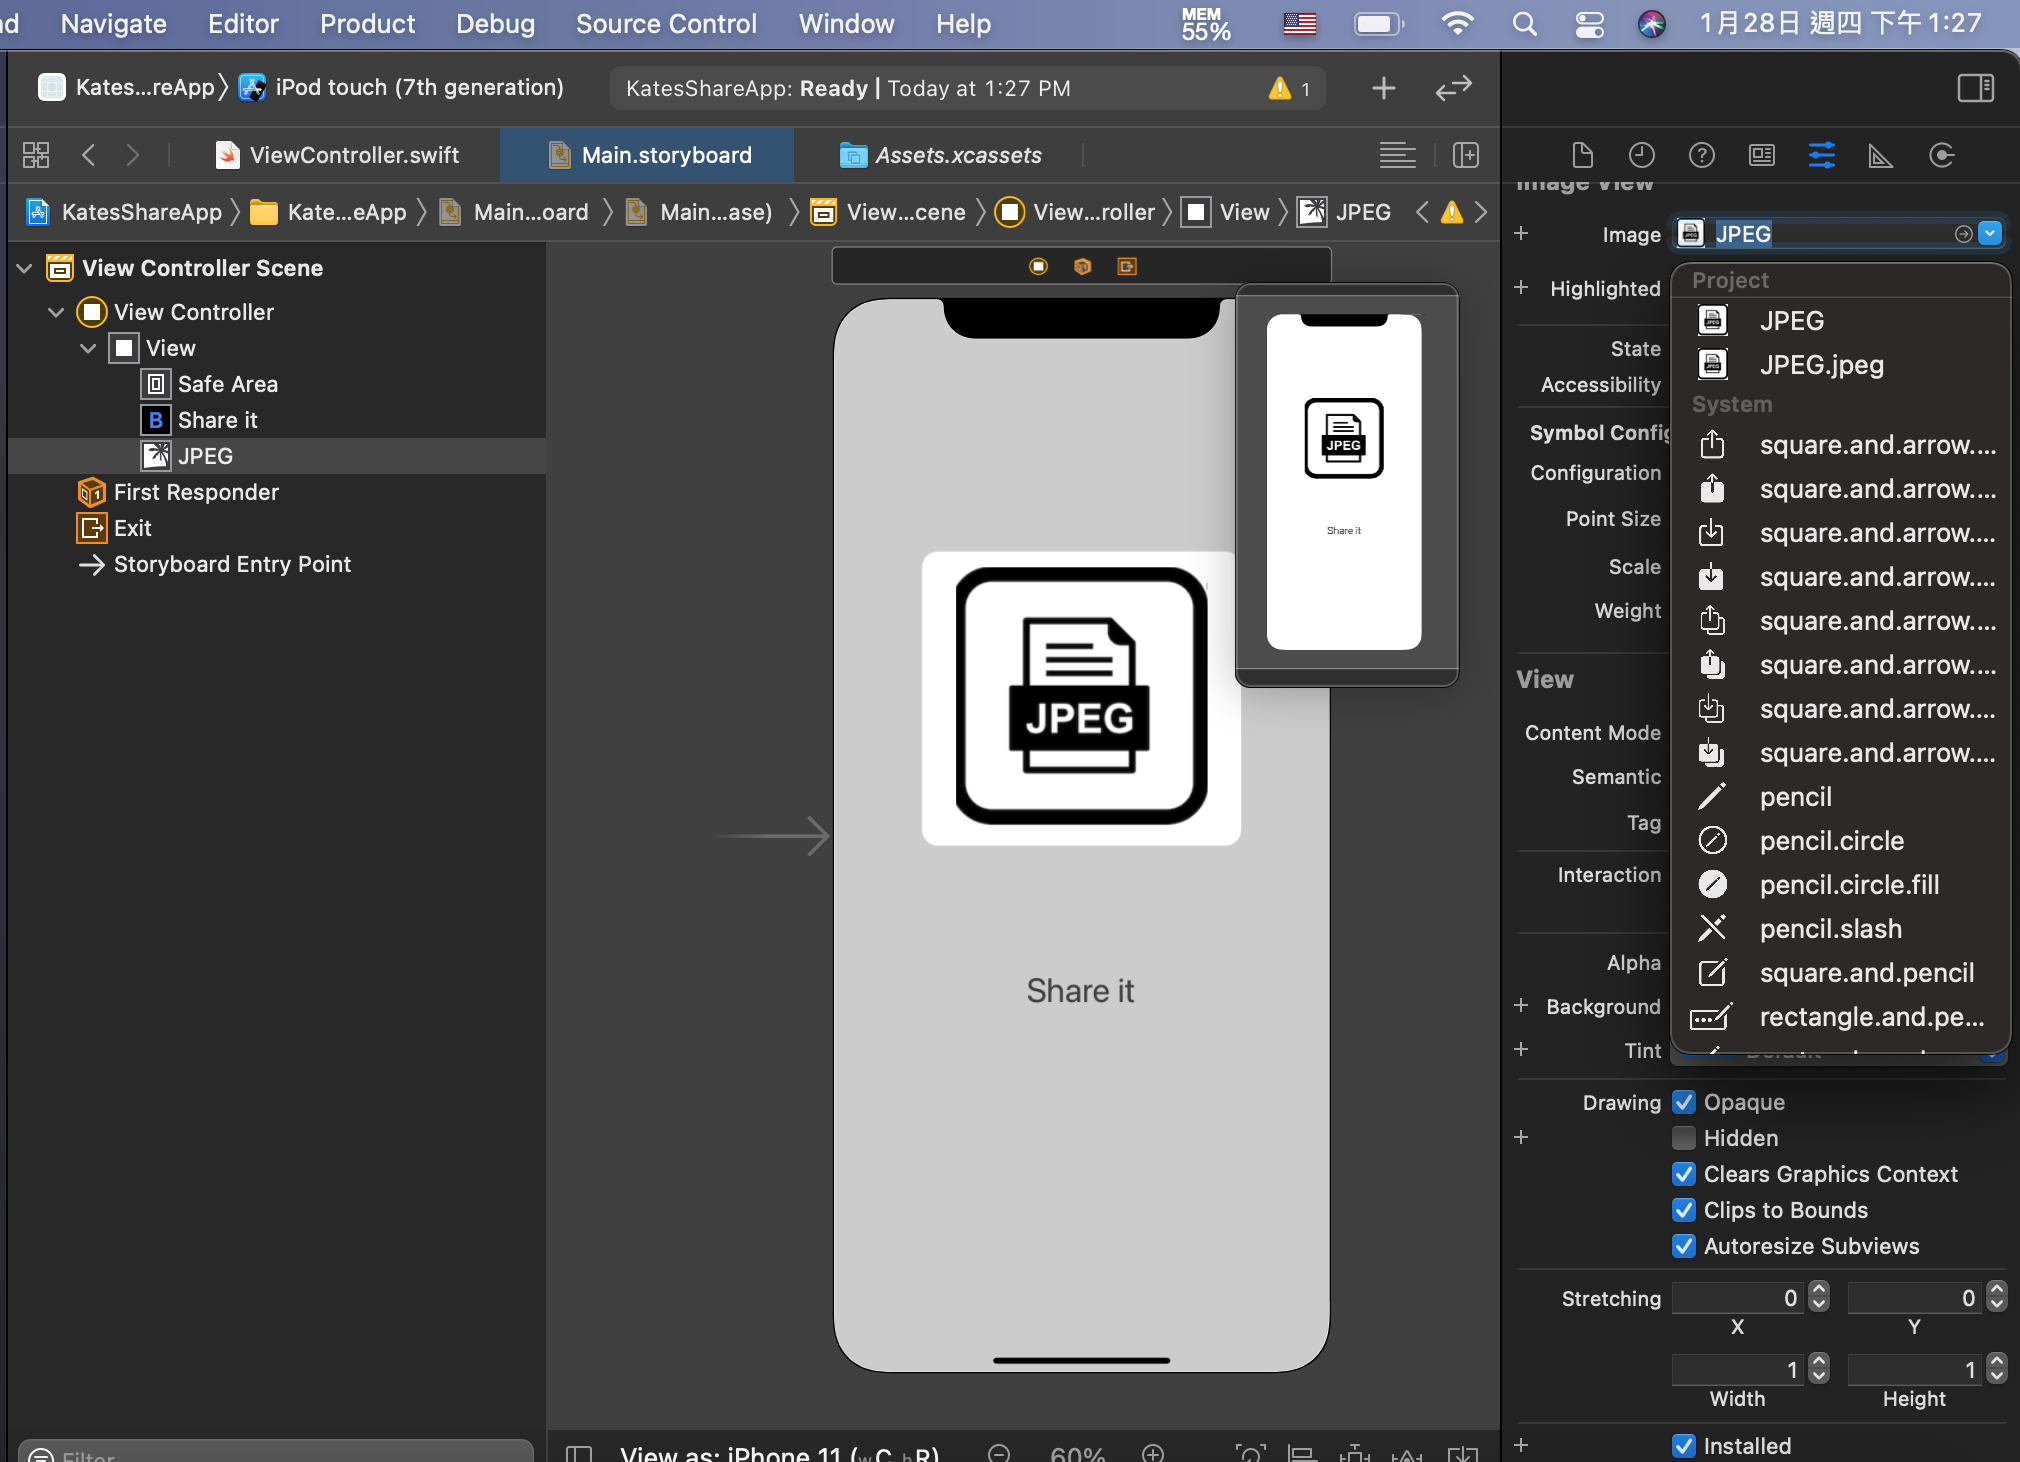 Navigate Editor Product Debug Source Control Window Help MEM 55% 1月28日 週四 下午1:27
Kates...reApp iPod touch (7th generation) KatesShareApp: Ready | Today at 1:27 PM 1
ViewController.swift Main.storyboard Assets.xcassets
KatesShareApp Kate...eApp Main...oard Main...ase) View...cene View...roller View JPEG
View Controller Scene
View Controller
View
Safe Area
B Share it
JPEG
First Responder
Exit
Storyboard Entry Point
Filter
JPEG
Share it
JPEG
Share it
View as: iPhone 11 (wC hR) 60%
Image View
Image JPEG
Highlighted
State
Accessibility
Symbol Config
Configuration
Point Size
Scale
Weight
View
Content Mode
Semantic
Tag
Interaction
Alpha
Background
Tint Default
Project
JPEG
JPEG.jpeg
System
square.and.arrow....
square.and.arrow....
square.and.arrow....
square.and.arrow....
square.and.arrow....
square.and.arrow....
square.and.arrow....
square.and.arrow....
pencil
pencil.circle
pencil.circle.fill
pencil.slash
square.and.pencil
rectangle.and.pe...
Drawing Opaque
Hidden
Clears Graphics Context
Clips to Bounds
Autoresize Subviews
Stretching 0 0
X Y
1 1
Width Height
Installed